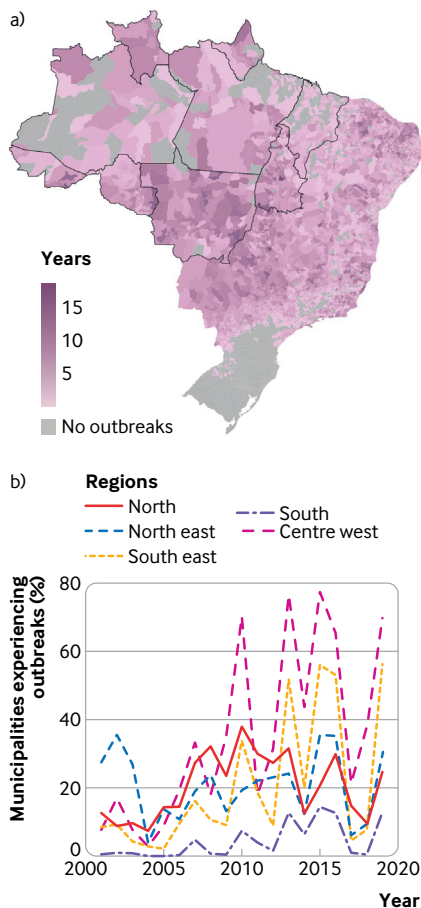 a)
Years
15
10
5
No outbreaks
b)
Regions
North
North east
South east
South
Centre west
Municipalities experiencing
outbreaks (%)
80
60
40
20
0
2000
2005
2010
2015
2020
Year